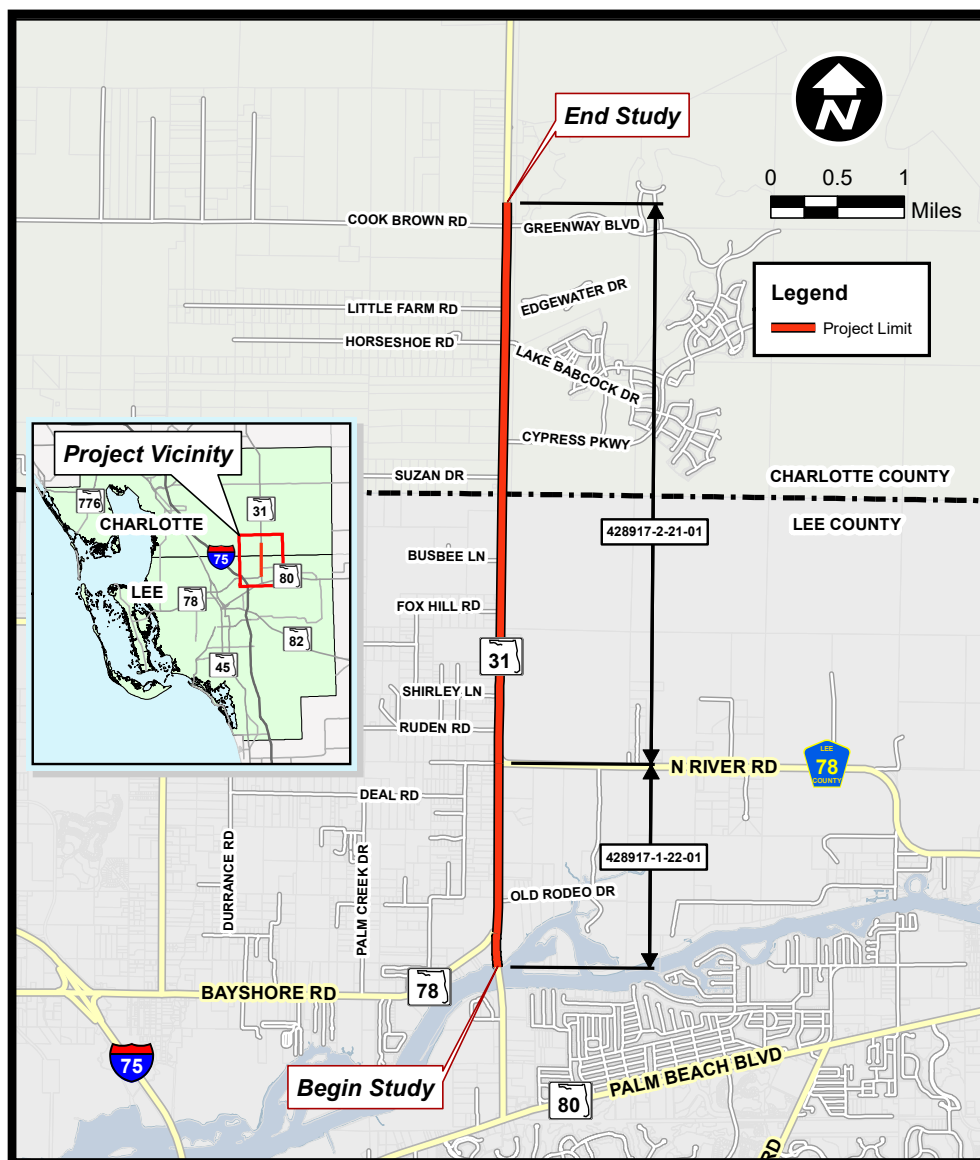 End Study
N
0 0.5 1
Miles
COOK BROWN RD
GREENWAY BLVD
Legend
Project Limit
LITTLE FARM RD
EDGEWATER DR
HORSESHOE RD
LAKE BABCOCK DR
CYPRESS PKWY
Project Vicinity
776
CHARLOTTE
31
75
80
LEE
78
82
45
SUZAN DR
CHARLOTTE COUNTY
LEE COUNTY
428917-2-21-01
BUSBEE LN
FOX HILL RD
31
SHIRLEY LN
RUDEN RD
N RIVER RD
LEE
78
COUNTY
DEAL RD
DURRANCE RD
PALM CREEK DR
428917-1-22-01
OLD RODEO DR
BAYSHORE RD
78
75
Begin Study
80
PALM BEACH BLVD
RD